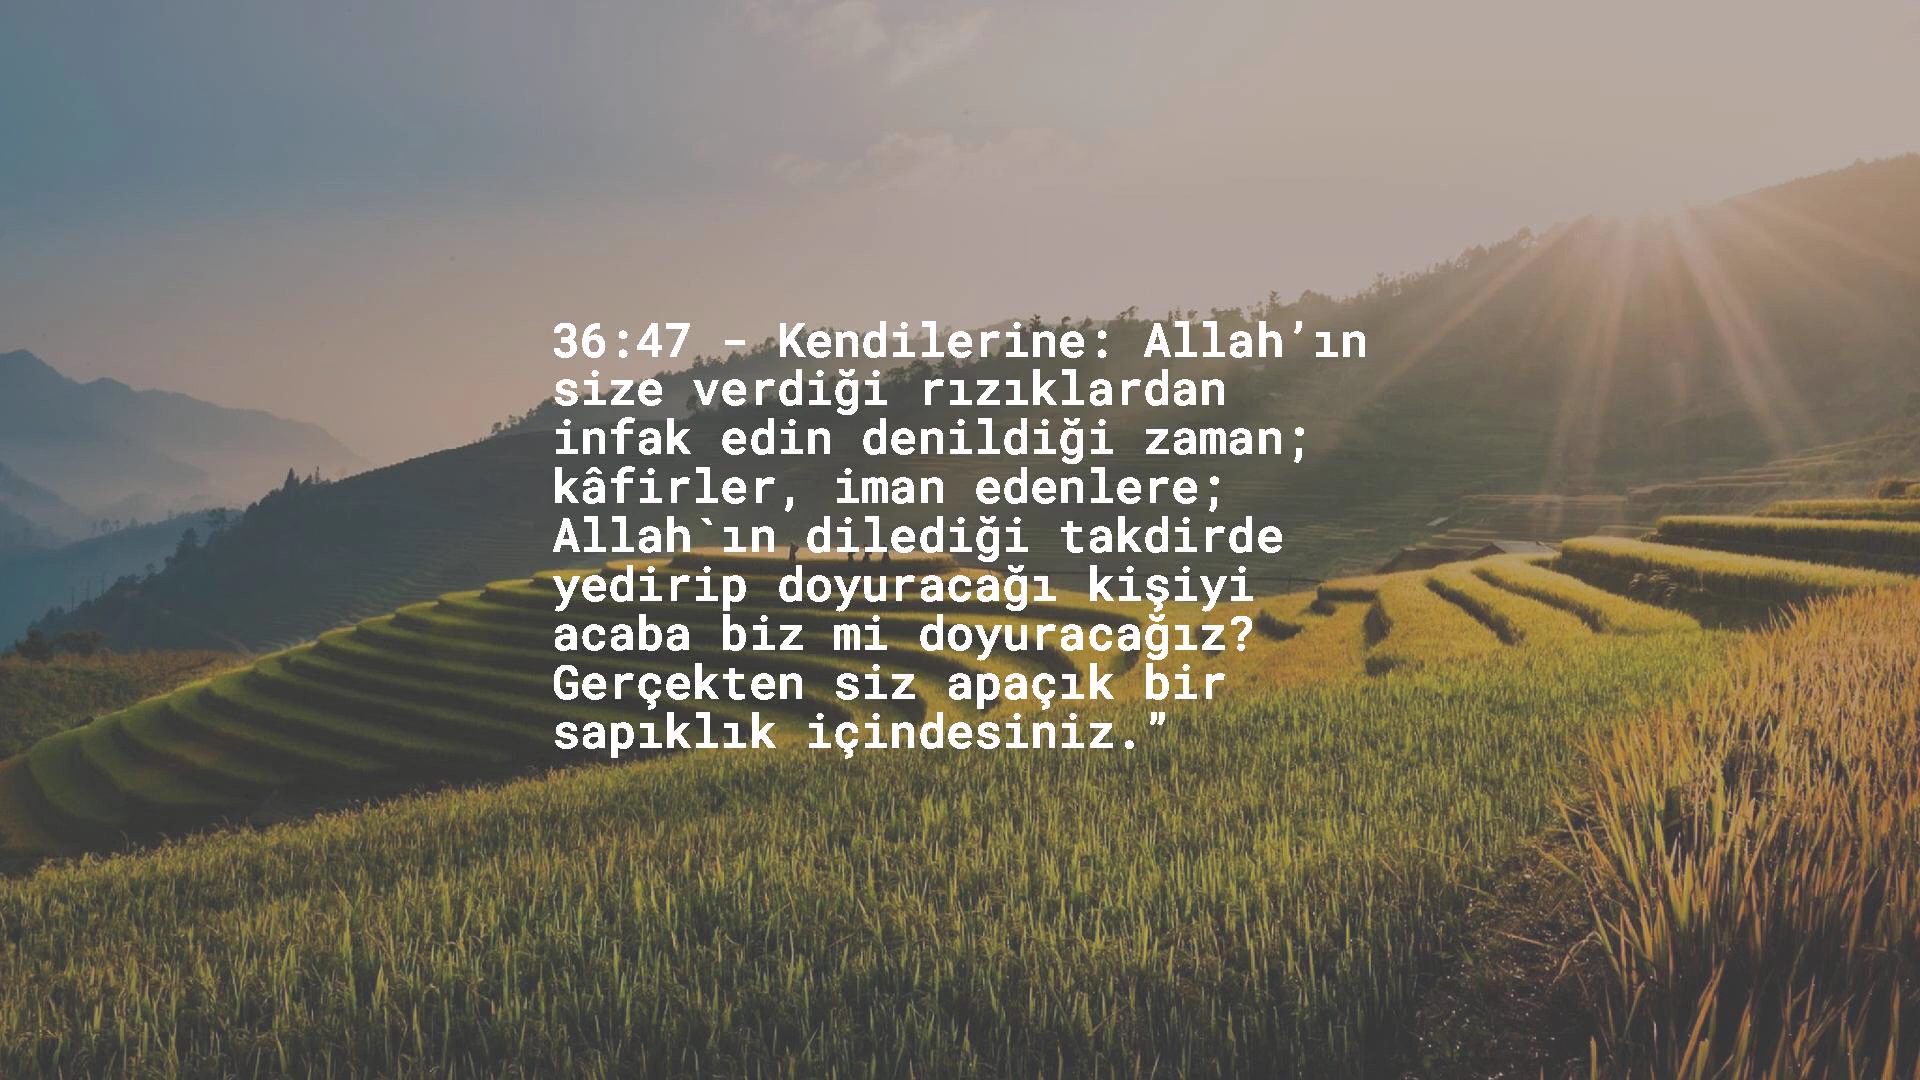 36:47 - Kendilerine: Allah’ın
size verdiği rızıklardan
infak edin denildiği zaman;
kâfirler, iman edenlere;
Allah`ın dilediği takdirde
yedirip doyuracağı kişiyi
acaba biz mi doyuracağız?
Gerçekten siz apaçık bir
sapıklık içindesiniz.”